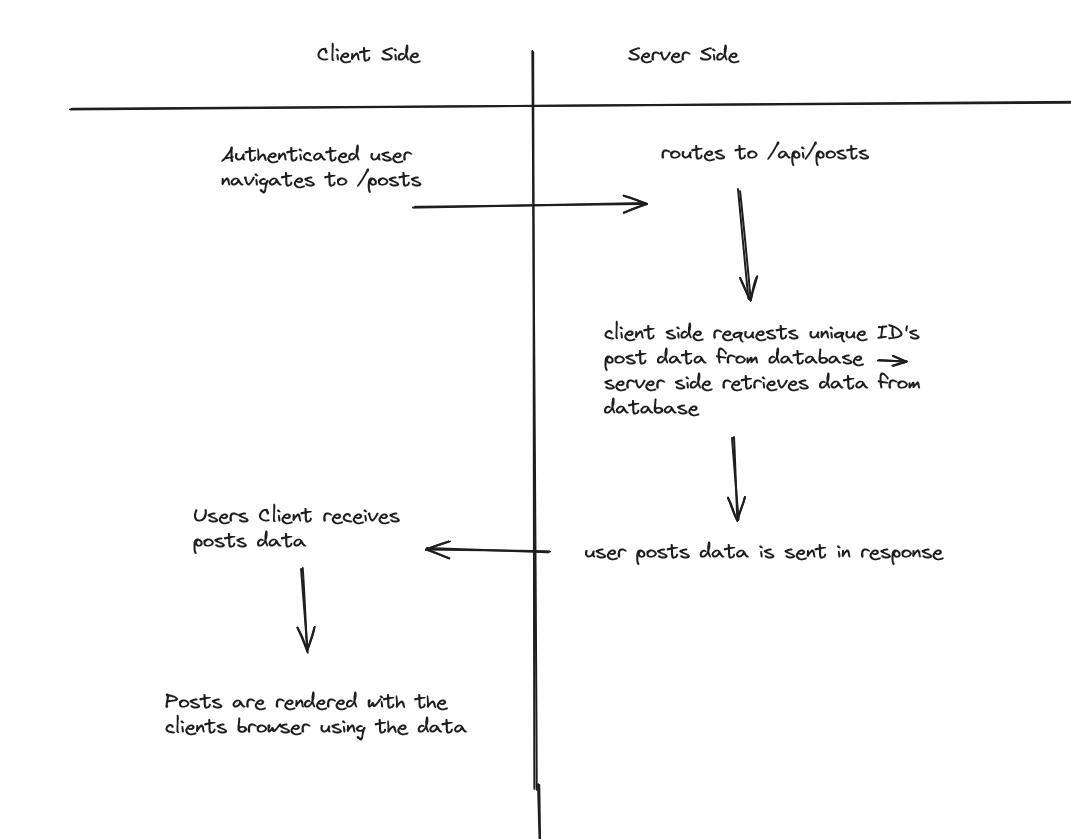 Client Side
Server Side
Authenticated user
navigates to /posts
routes to /api/posts
client side requests unique ID's
post data from database →
server side retrieves data from
database
user posts data is sent in response
Users Client receives
posts data
Posts are rendered with the
clients browser using the data